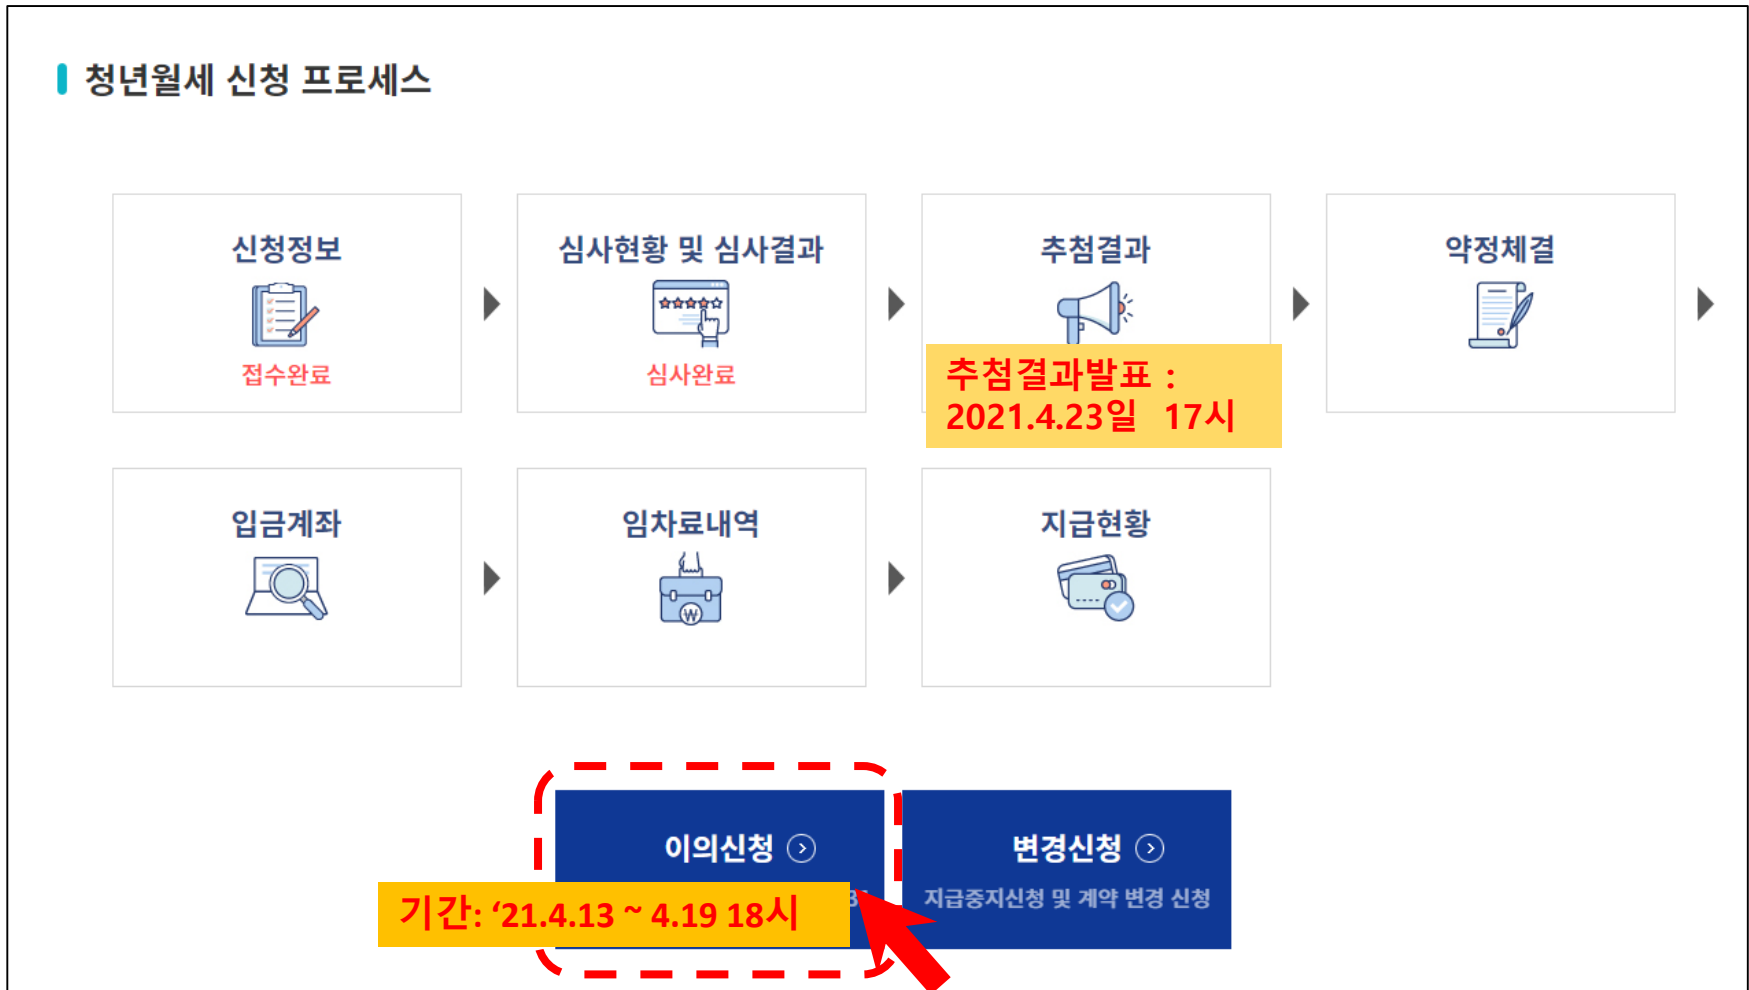 청년월세 신청 프로세스
신청정보
접수완료
심사현황 및 심사결과
심사완료
추첨결과
추첨결과발표 :
2021.4.23일 17시
약정체결
입금계좌
임차료내역
₩
지급현황
이의신청
기간: ‘21.4.13 ~ 4.19 18시
변경신청
지급중지신청 및 계약 변경 신청